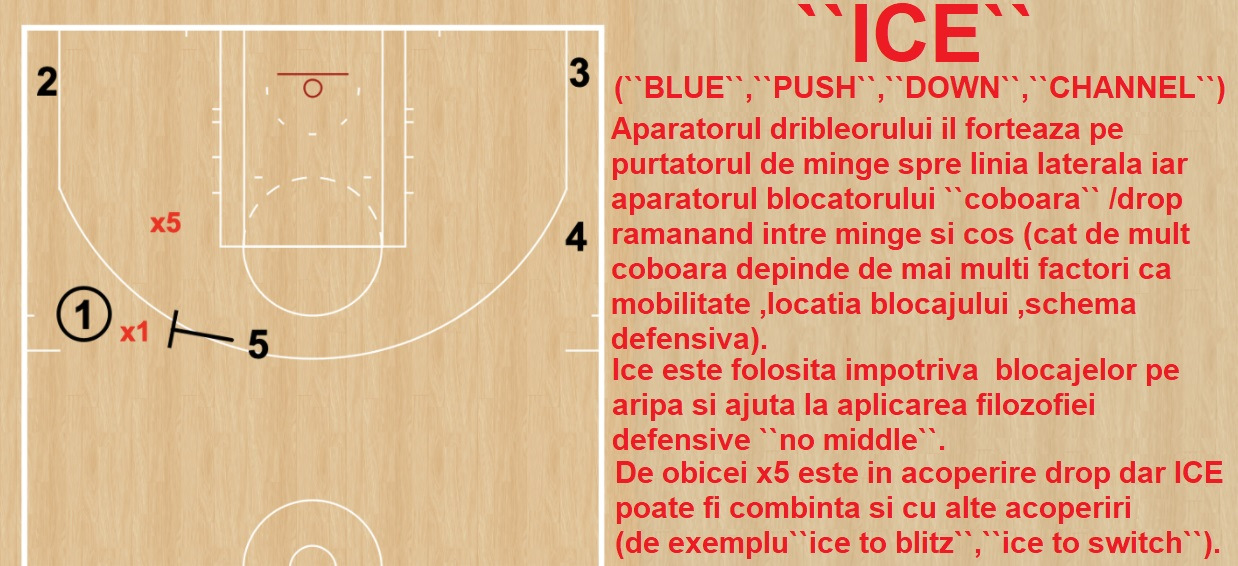 ``ICE``
(``BLUE``,``PUSH``,``DOWN``,``CHANNEL``)
Aparatorul dribleorului il forteaza pe
purtatorul de minge spre linia laterala iar
aparatorul blocatorului ``coboara`` /drop
ramanand intre minge si cos (cat de mult
coboara depinde de mai multi factori ca
mobilitate ,locatia blocajului ,schema
defensiva).
Ice este folosita impotriva  blocajelor pe
aripa si ajuta la aplicarea filozofiei
defensive ``no middle``.
De obicei x5 este in acoperire drop dar ICE
poate fi combinta si cu alte acoperiri
(de exemplu``ice to blitz``,``ice to switch``).
2
3
x5
4
1
x1
5